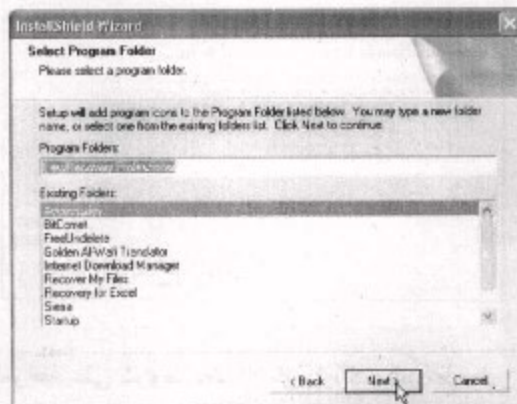 InstallShield Wizard
Select Program Folder
Please select a program folder.
Setup will add program icons to the Program Folder listed below. You may type a new folder
name, or select one from the existing folders list. Click Next to continue.
Program Folders:
Existing Folders:
BitComet
FreeUndelete
Golden Al-Wafi Translator
Internet Download Manager
Recover My Files
Recovery for Excel
Sierra
Startup
< Back
Next >
Cancel